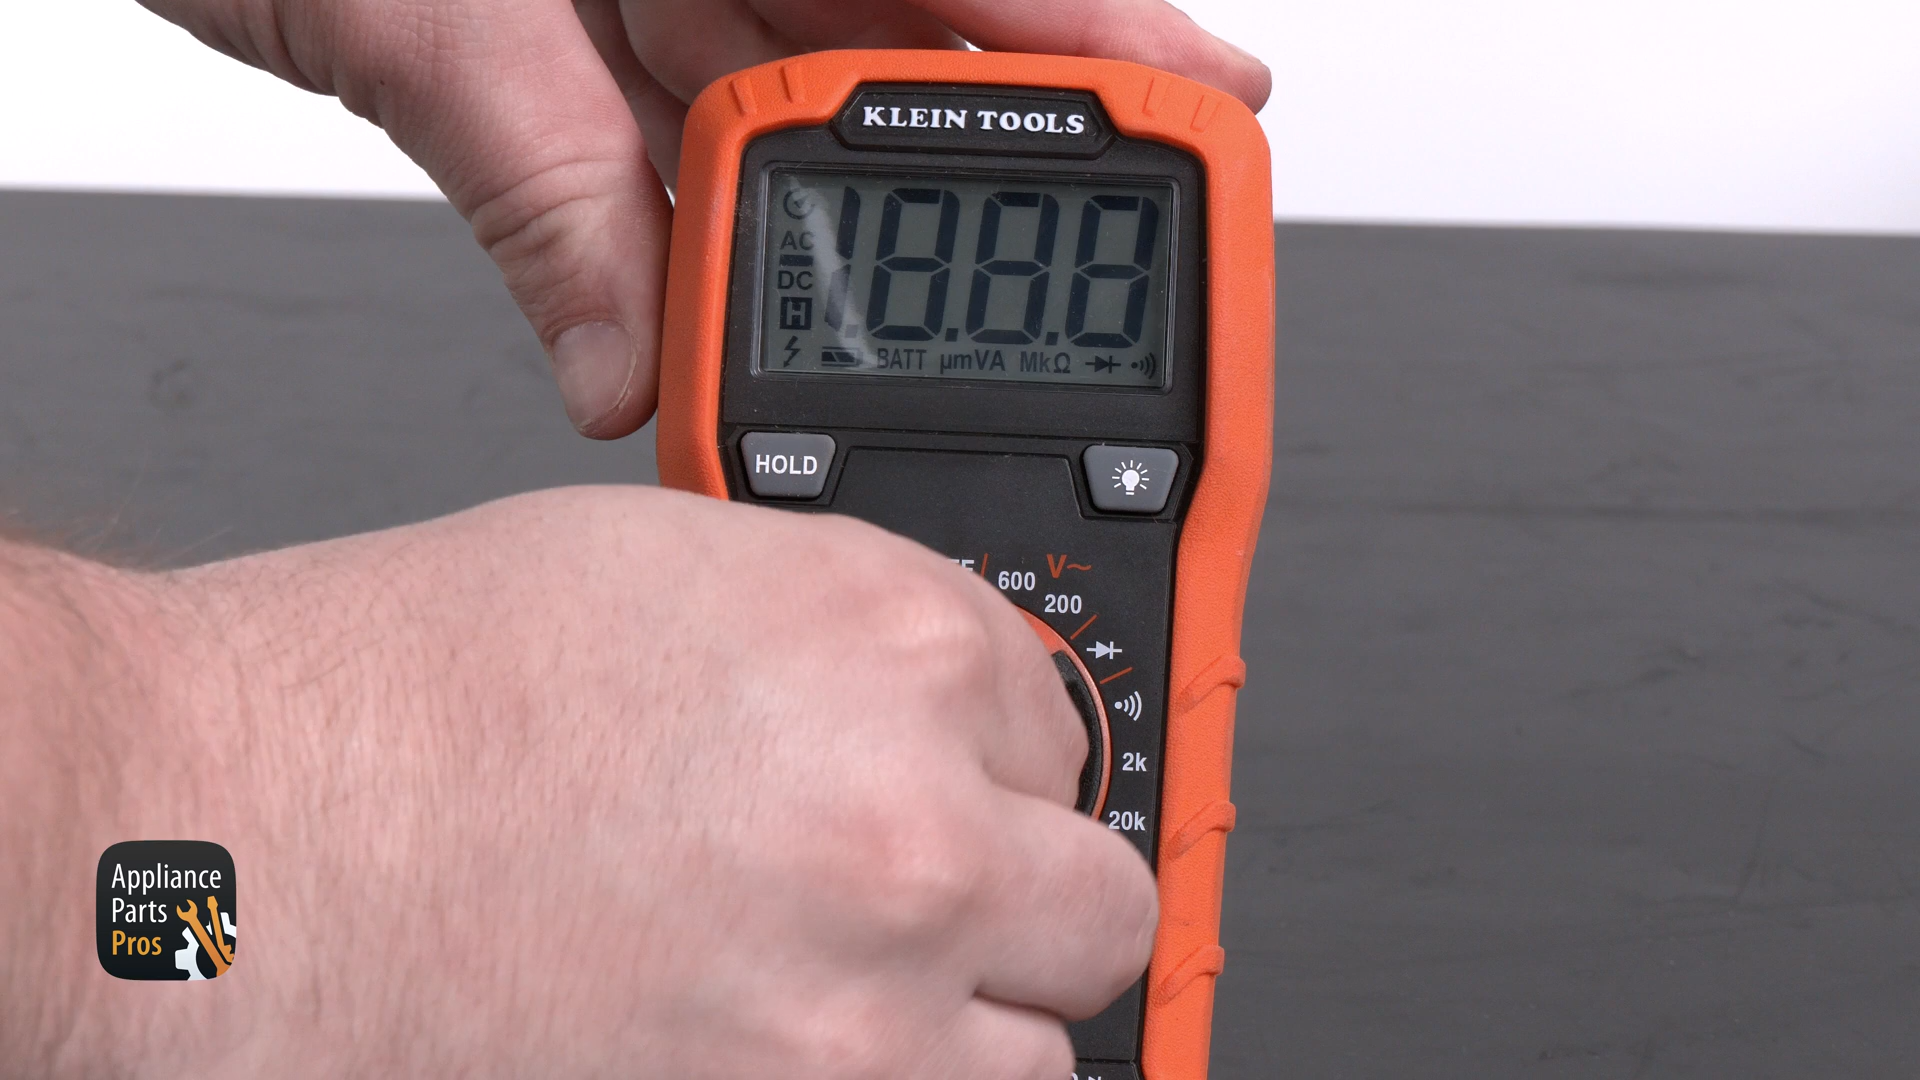 KLEIN TOOLS
AC
DC
H
1.8.8.8
BATT µmVA MkΩ
HOLD
600 V~
200
2k
20k
Appliance
Parts
Pros